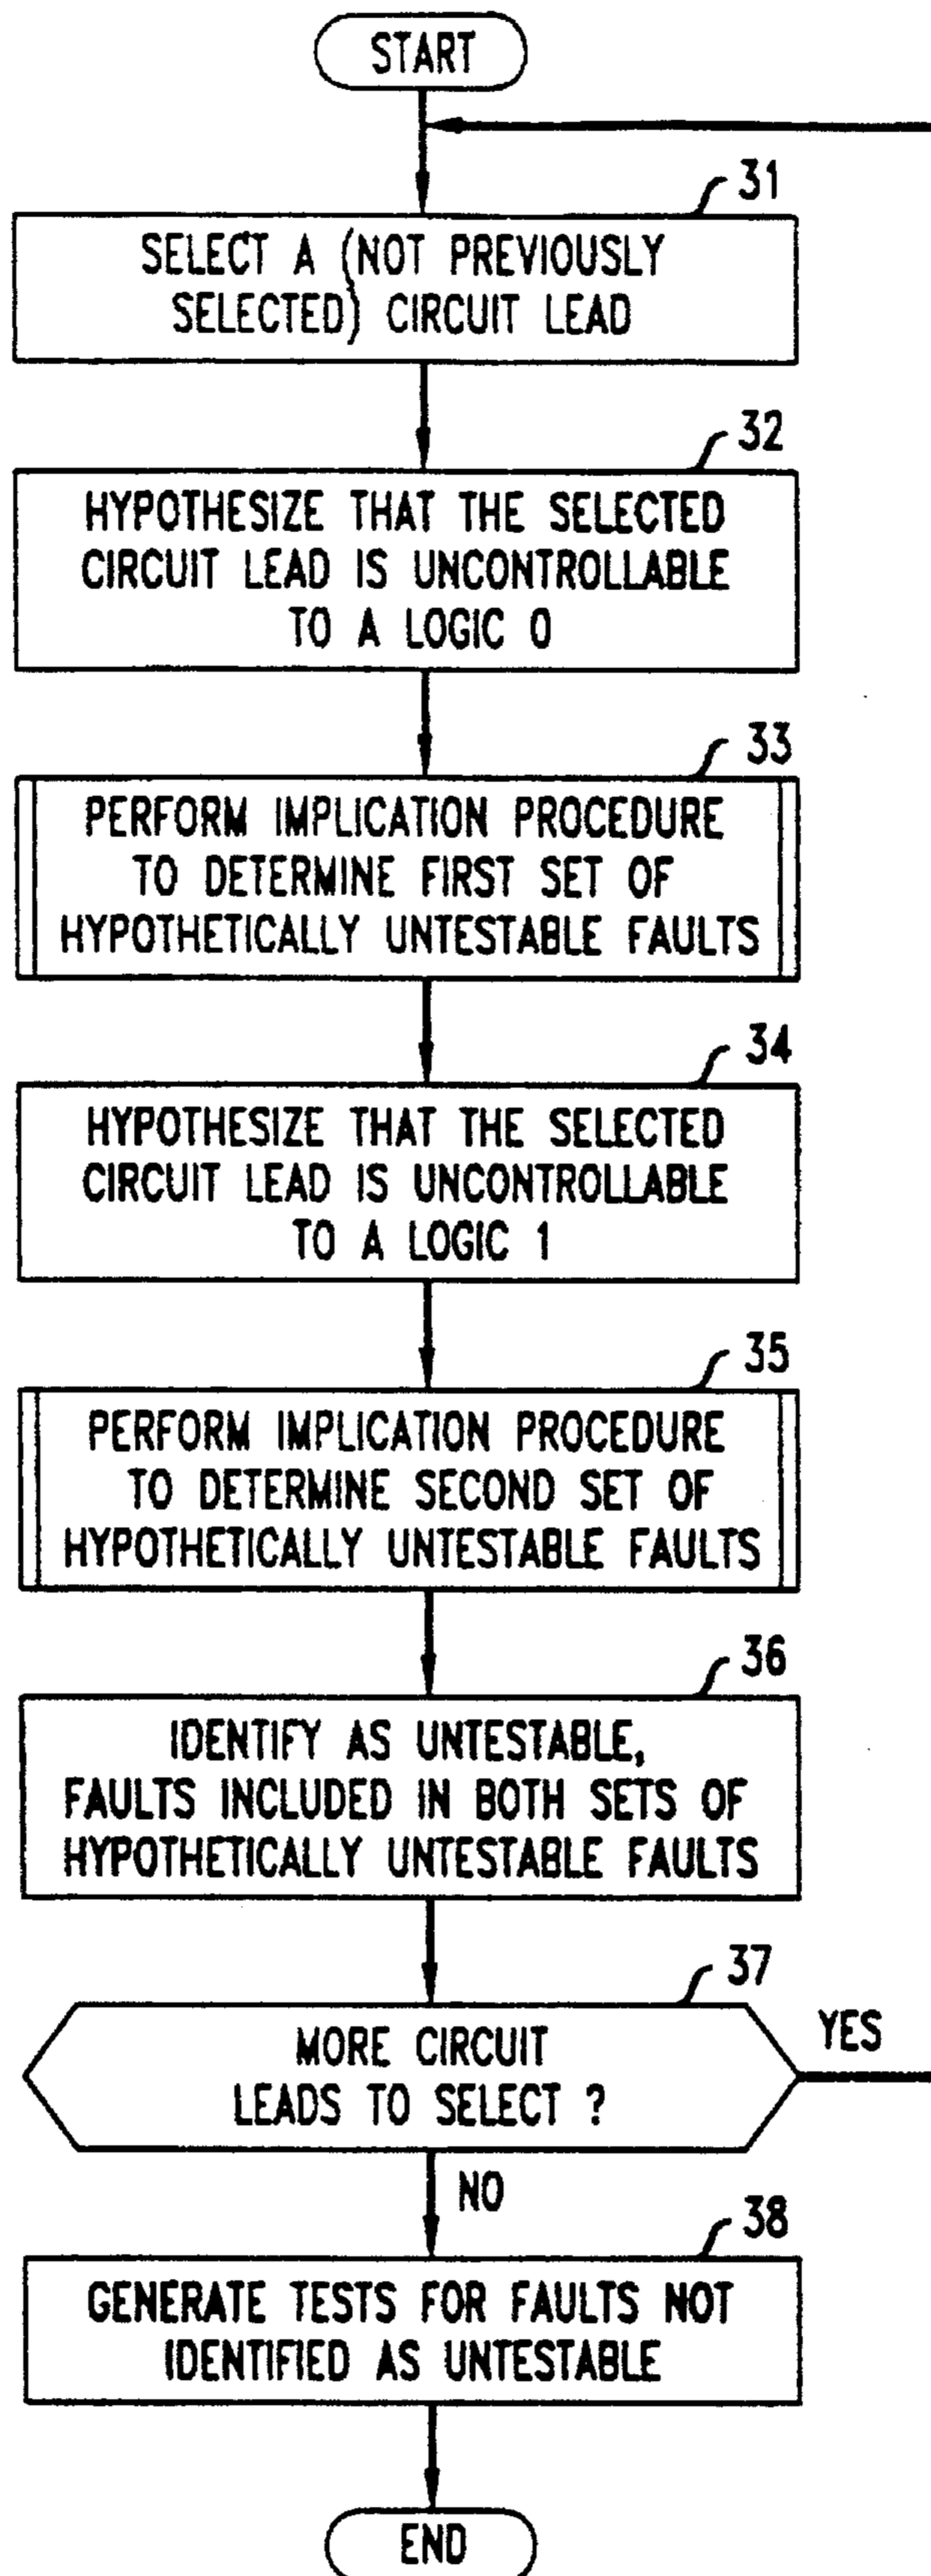 START
31
SELECT A (NOT PREVIOUSLY
SELECTED) CIRCUIT LEAD
32
HYPOTHESIZE THAT THE SELECTED
CIRCUIT LEAD IS UNCONTROLLABLE
TO A LOGIC 0
33
PERFORM IMPLICATION PROCEDURE
TO DETERMINE FIRST SET OF
HYPOTHETICALLY UNTESTABLE FAULTS
34
HYPOTHESIZE THAT THE SELECTED
CIRCUIT LEAD IS UNCONTROLLABLE
TO A LOGIC 1
35
PERFORM IMPLICATION PROCEDURE
TO DETERMINE SECOND SET OF
HYPOTHETICALLY UNTESTABLE FAULTS
36
IDENTIFY AS UNTESTABLE,
FAULTS INCLUDED IN BOTH SETS OF
HYPOTHETICALLY UNTESTABLE FAULTS
37
MORE CIRCUIT
LEADS TO SELECT ?
YES
NO
38
GENERATE TESTS FOR FAULTS NOT
IDENTIFIED AS UNTESTABLE
END